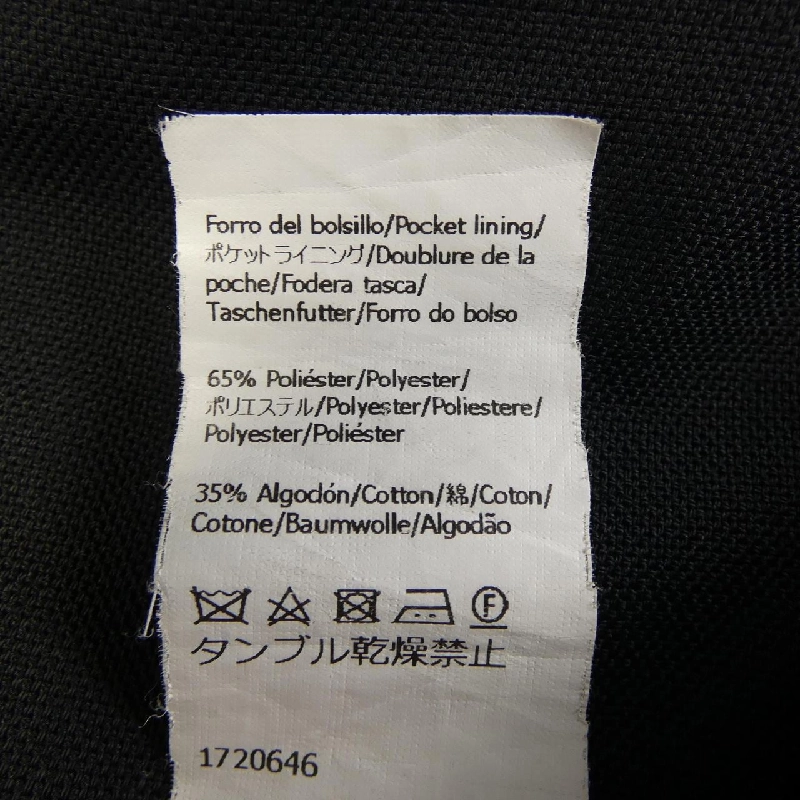 Forro del bolsillo/Pocket lining/
ポケットライニング/Doublure de la
poche/Fodera tasca/
Taschenfutter/Forro do bolso
65% Poliéster/Polyester/
ポリエステル/Polyester/Poliestere/
Polyester/Poliéster
35% Algodón/Cotton/綿/Coton/
Cotone/Baumwolle/Algodão
F
タンブル乾燥禁止
1720646